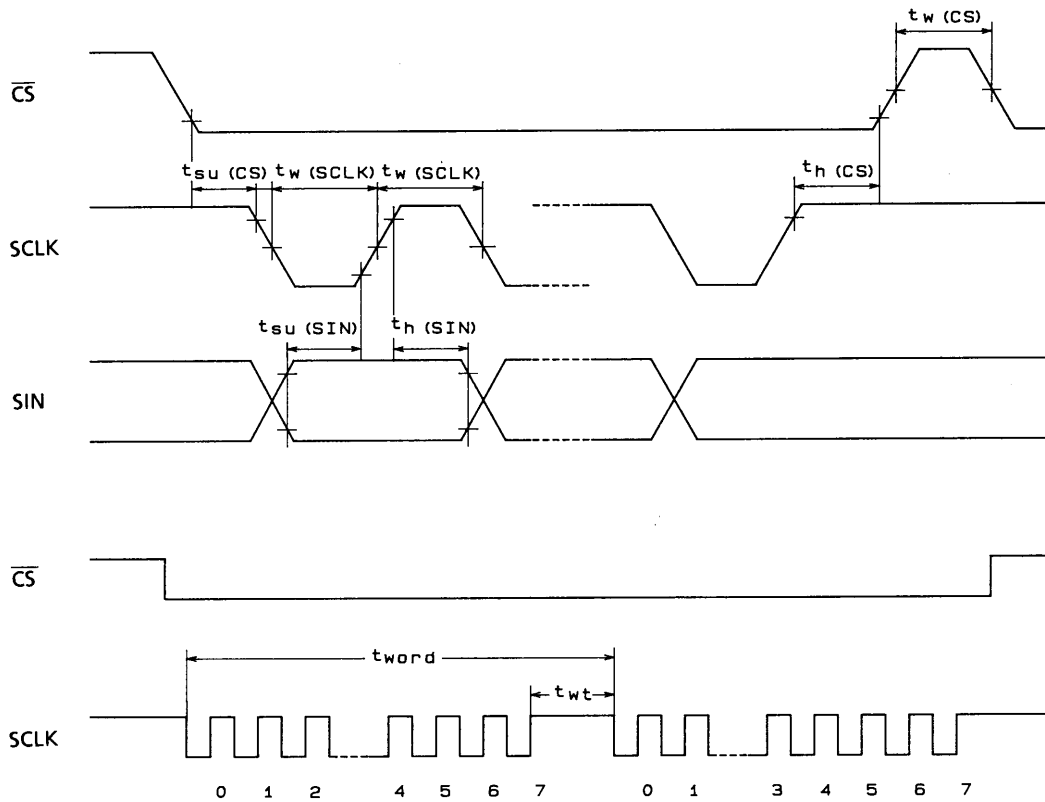 tw (CS)
CS
tsu (CS) tw (SCLK) tw (SCLK) th (CS)
SCLK
tsu (SIN) th (SIN)
SIN
CS
tword
twt
SCLK
0 1 2 4 5 6 7 0 1 3 4 5 6 7